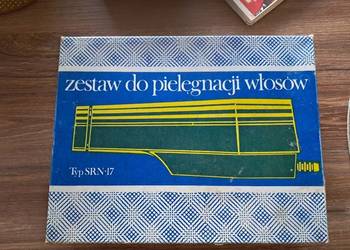 zestaw do pielęgnacji włosów
Typ SRN-17